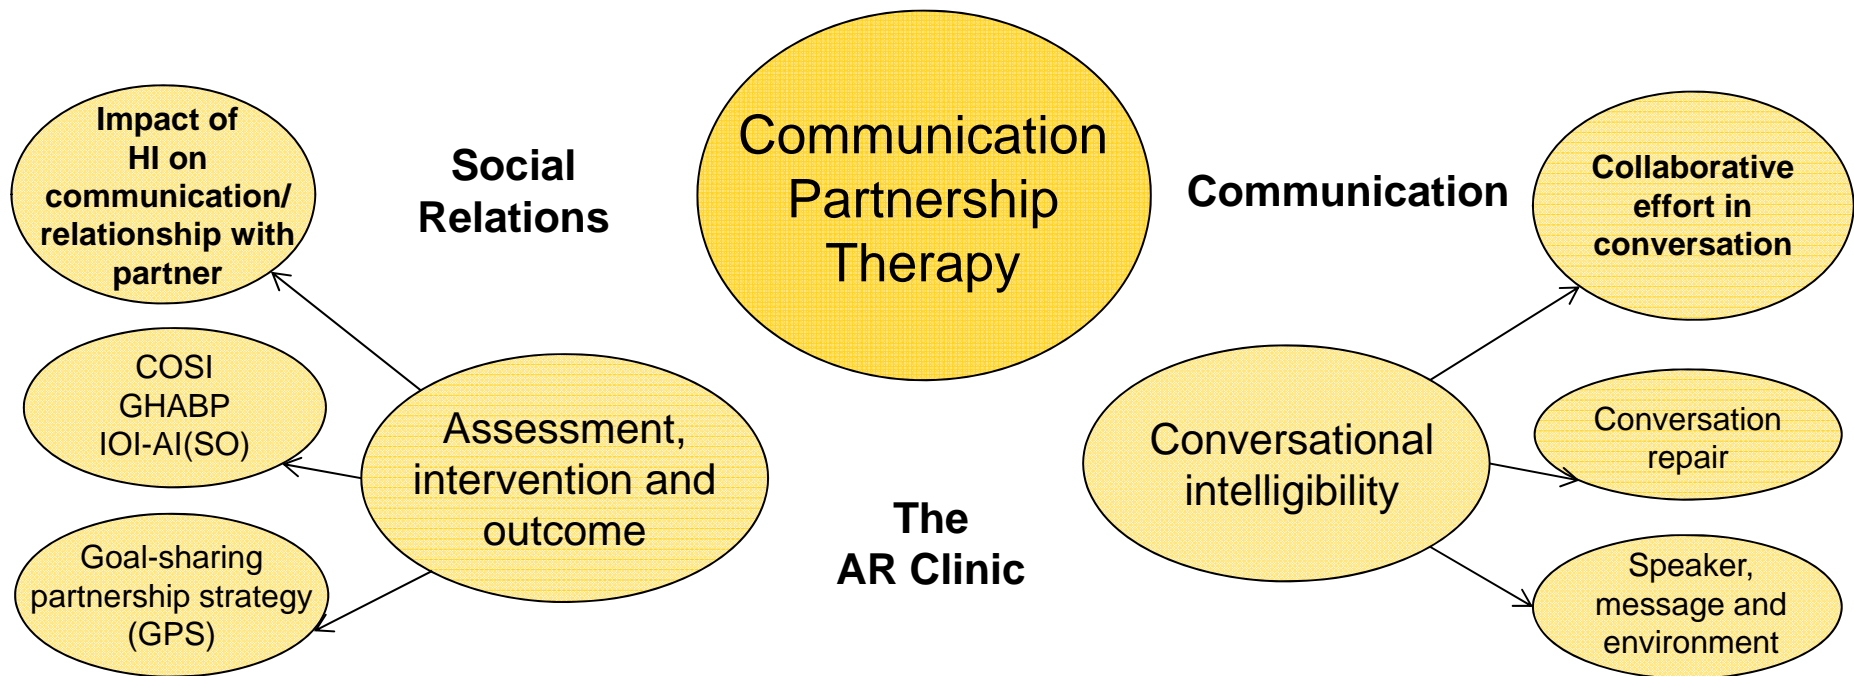 Communication
Partnership
Therapy
Social
Relations
Communication
The
AR Clinic
Impact of
HI on
communication/
relationship with
partner
COSI
GHABP
IOI-AI(SO)
Goal-sharing
partnership strategy
(GPS)
Assessment,
intervention and
outcome
Conversational
intelligibility
Collaborative
effort in
conversation
Conversation
repair
Speaker,
message and
environment